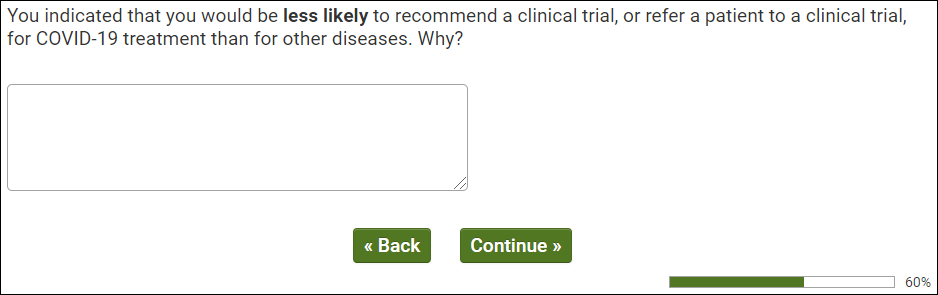 You indicated that you would be less likely to recommend a clinical trial, or refer a patient to a clinical trial,
for COVID-19 treatment than for other diseases. Why?
« Back
Continue »
60%